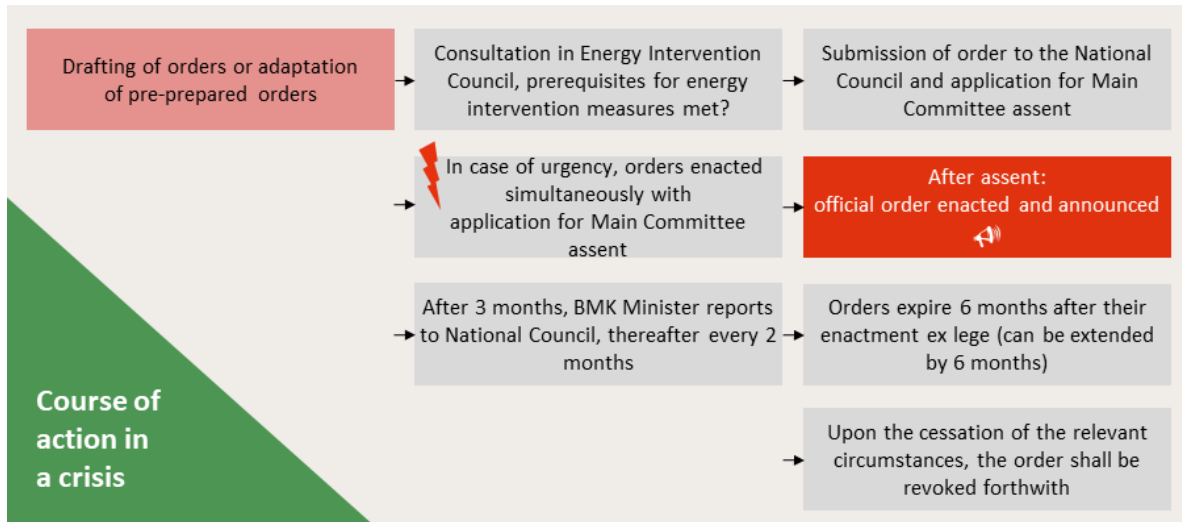 Drafting of orders or adaptation
of pre-prepared orders
Consultation in Energy Intervention
Council, prerequisites for energy
intervention measures met?
Submission of order to the National
Council and application for Main
Committee assent
In case of urgency, orders enacted
simultaneously with
application for Main Committee
assent
After assent:
official order enacted and announced
After 3 months, BMK Minister reports
to National Council, thereafter every 2
months
Orders expire 6 months after their
enactment ex lege (can be extended
by 6 months)
Upon the cessation of the relevant
circumstances, the order shall be
revoked forthwith
Course of
action in
a crisis